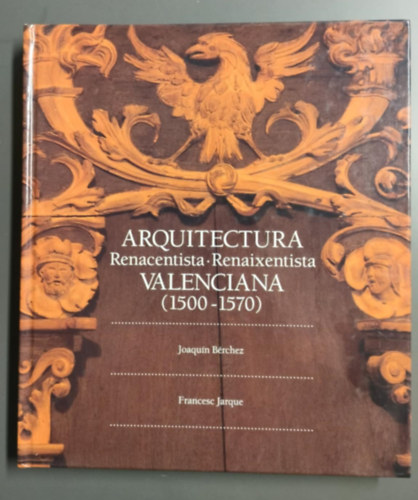 ARQUITECTURA
Renacentista · Renaixentista
VALENCIANA
(1500 - 1570)
Joaquín Bérchez
Francesc Jarque